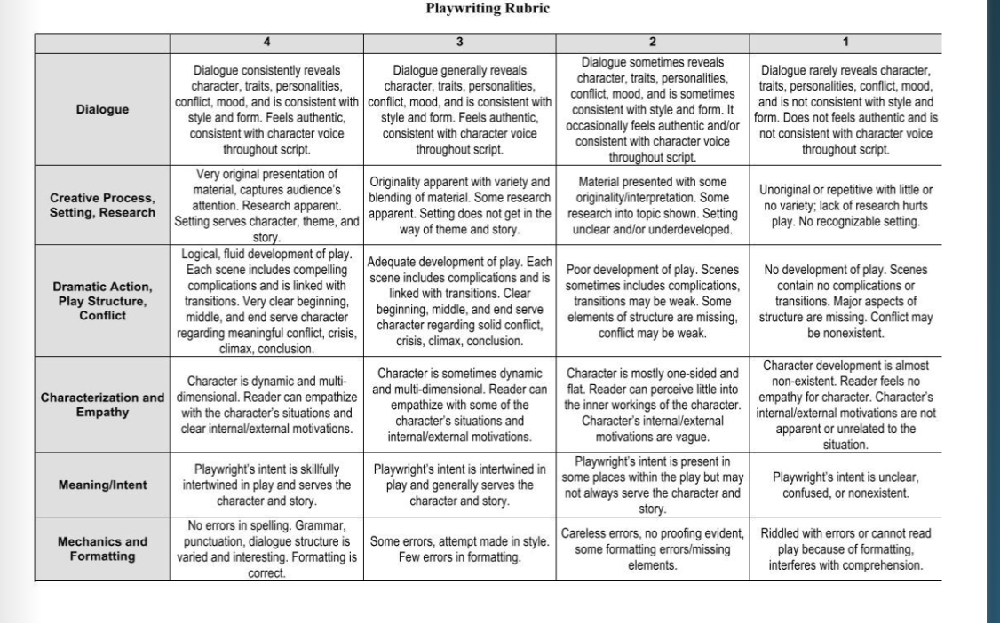 Playwriting Rubric
4
3
2
1
Dialogue
Dialogue consistently reveals
character, traits, personalities,
conflict, mood, and is consistent with
style and form. Feels authentic,
consistent with character voice
throughout script.
Dialogue generally reveals
character, traits, personalities,
conflict, mood, and is consistent with
style and form. Feels authentic,
consistent with character voice
throughout script.
Dialogue sometimes reveals
character, traits, personalities,
conflict, mood, and is sometimes
consistent with style and form. It
occasionally feels authentic and/or
consistent with character voice
throughout script.
Dialogue rarely reveals character,
traits, personalities, conflict, mood,
and is not consistent with style and
form. Does not feels authentic and is
not consistent with character voice
throughout script.
Creative Process,
Setting, Research
Very original presentation of
material, captures audience's
attention. Research apparent.
Setting serves character, theme, and
story.
Originality apparent with variety and
blending of material. Some research
apparent. Setting does not get in the
way of theme and story.
Material presented with some
originality/interpretation. Some
research into topic shown. Setting
unclear and/or underdeveloped.
Unoriginal or repetitive with little or
no variety; lack of research hurts
play. No recognizable setting.
Dramatic Action,
Play Structure,
Conflict
Logical, fluid development of play.
Each scene includes compelling
complications and is linked with
transitions. Very clear beginning,
middle, and end serve character
regarding meaningful conflict, crisis,
climax, conclusion.
Adequate development of play. Each
scene includes complications and is
linked with transitions. Clear
beginning, middle, and end serve
character regarding solid conflict,
crisis, climax, conclusion.
Poor development of play. Scenes
sometimes includes complications,
transitions may be weak. Some
elements of structure are missing,
conflict may be weak.
No development of play. Scenes
contain no complications or
transitions. Major aspects of
structure are missing. Conflict may
be nonexistent.
Characterization and
Empathy
Character is dynamic and multi-
dimensional. Reader can empathize
with the character's situations and
clear internal/external motivations.
Character is sometimes dynamic
and multi-dimensional. Reader can
empathize with some of the
character's situations and
internal/external motivations.
Character is mostly one-sided and
flat. Reader can perceive little into
the inner workings of the character.
Character's internal/external
motivations are vague.
Character development is almost
non-existent. Reader feels no
empathy for character. Character's
internal/external motivations are not
apparent or unrelated to the
situation.
Meaning/Intent
Playwright's intent is skillfully
intertwined in play and serves the
character and story.
Playwright's intent is intertwined in
play and generally serves the
character and story.
Playwright's intent is present in
some places within the play but may
not always serve the character and
story.
Playwright's intent is unclear,
confused, or nonexistent.
Mechanics and
Formatting
No errors in spelling. Grammar,
punctuation, dialogue structure is
varied and interesting. Formatting is
correct.
Some errors, attempt made in style.
Few errors in formatting.
Careless errors, no proofing evident,
some formatting errors/missing
elements.
Riddled with errors or cannot read
play because of formatting,
interferes with comprehension.